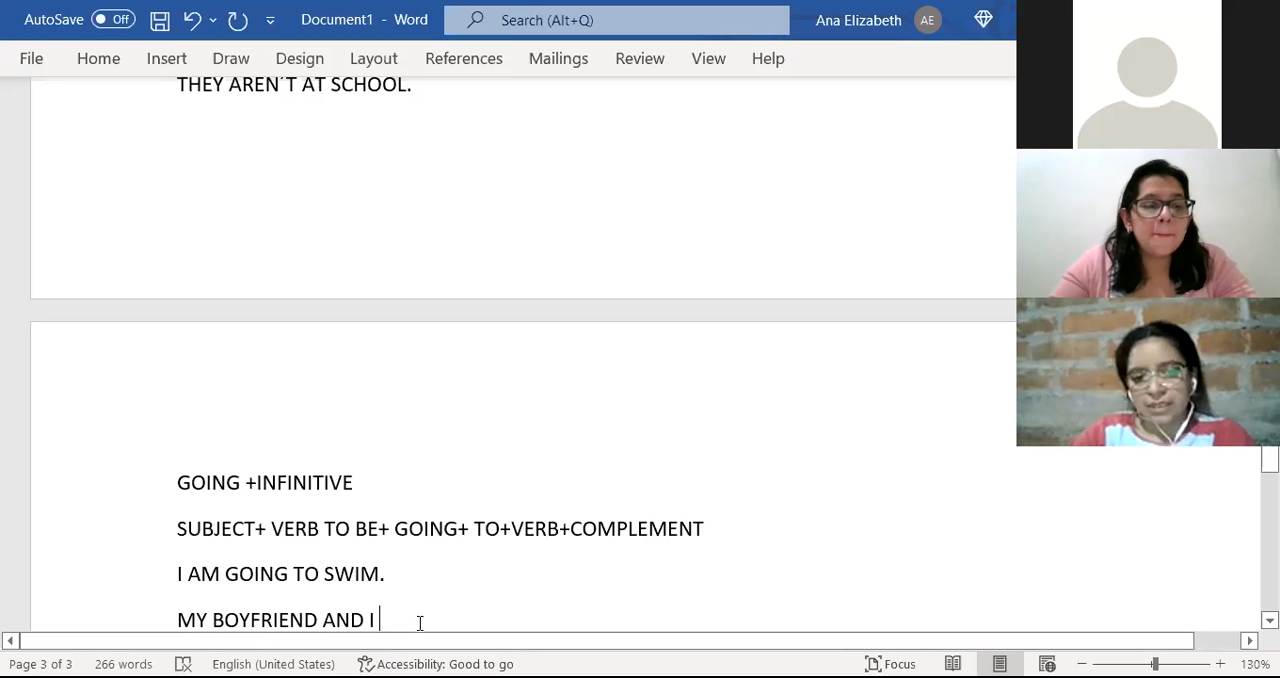 AutoSave Off Document1 - Word Search (Alt+Q) Ana Elizabeth AE
File Home Insert Draw Design Layout References Mailings Review View Help
THEY AREN´T AT SCHOOL.
GOING +INFINITIVE
SUBJECT+ VERB TO BE+ GOING+ TO+VERB+COMPLEMENT
I AM GOING TO SWIM.
MY BOYFRIEND AND I
Page 3 of 3 266 words English (United States) Accessibility: Good to go Focus 130%